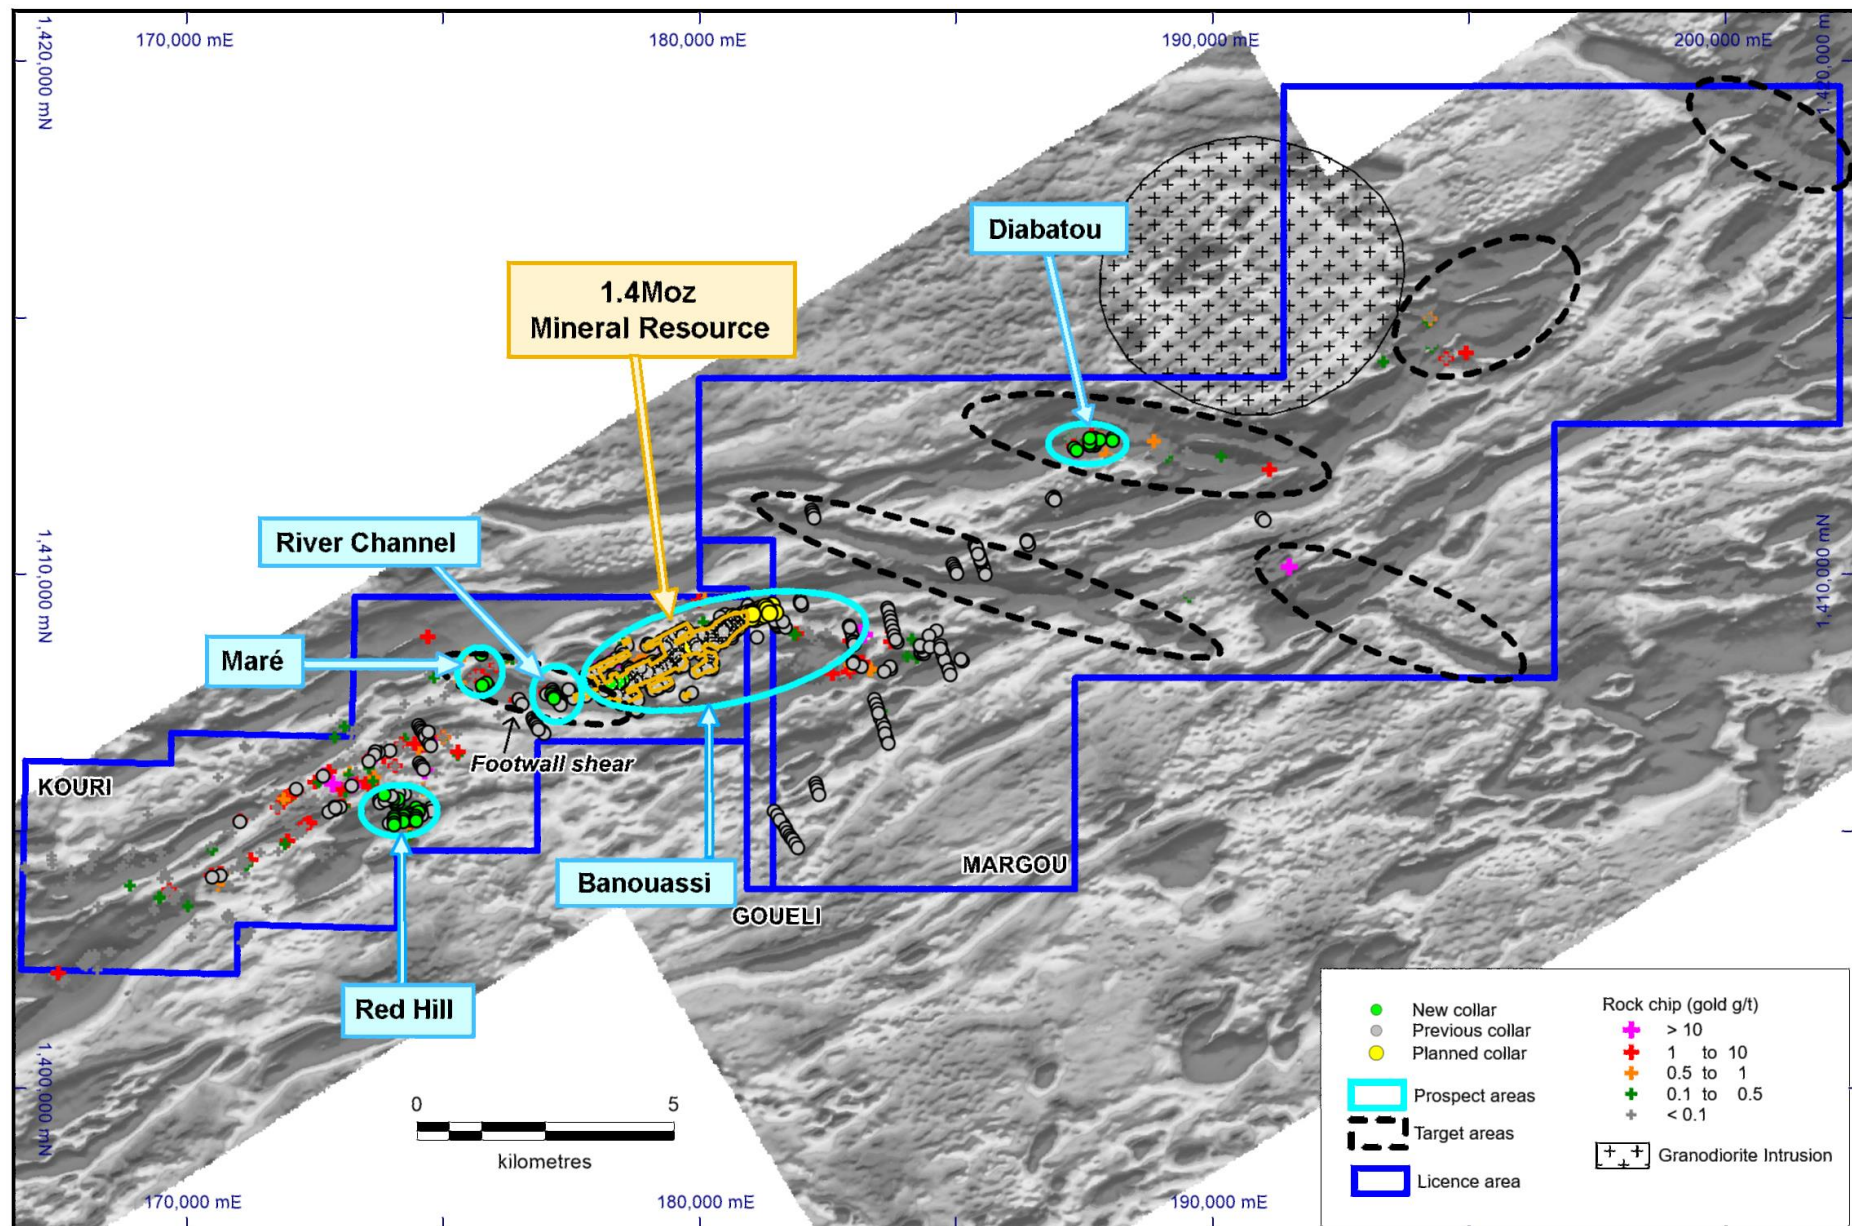 170,000 mE
180,000 mE
190,000 mE
200,000 mE
1,420,000 mN
1,420,000 m
Diabatou
1.4Moz
Mineral Resource
River Channel
1,410,000 mN
1,410,000 mN
Maré
Footwall shear
KOURI
MARGOU
Banouassi
GOUELI
Red Hill
1,400,000 mN
0
5
kilometres
170,000 mE
180,000 mE
190,000 mE
New collar
Previous collar
Planned collar
Prospect areas
Target areas
Licence area
Rock chip (gold g/t)
> 10
1 to 10
0.5 to 1
0.1 to 0.5
< 0.1
Granodiorite Intrusion